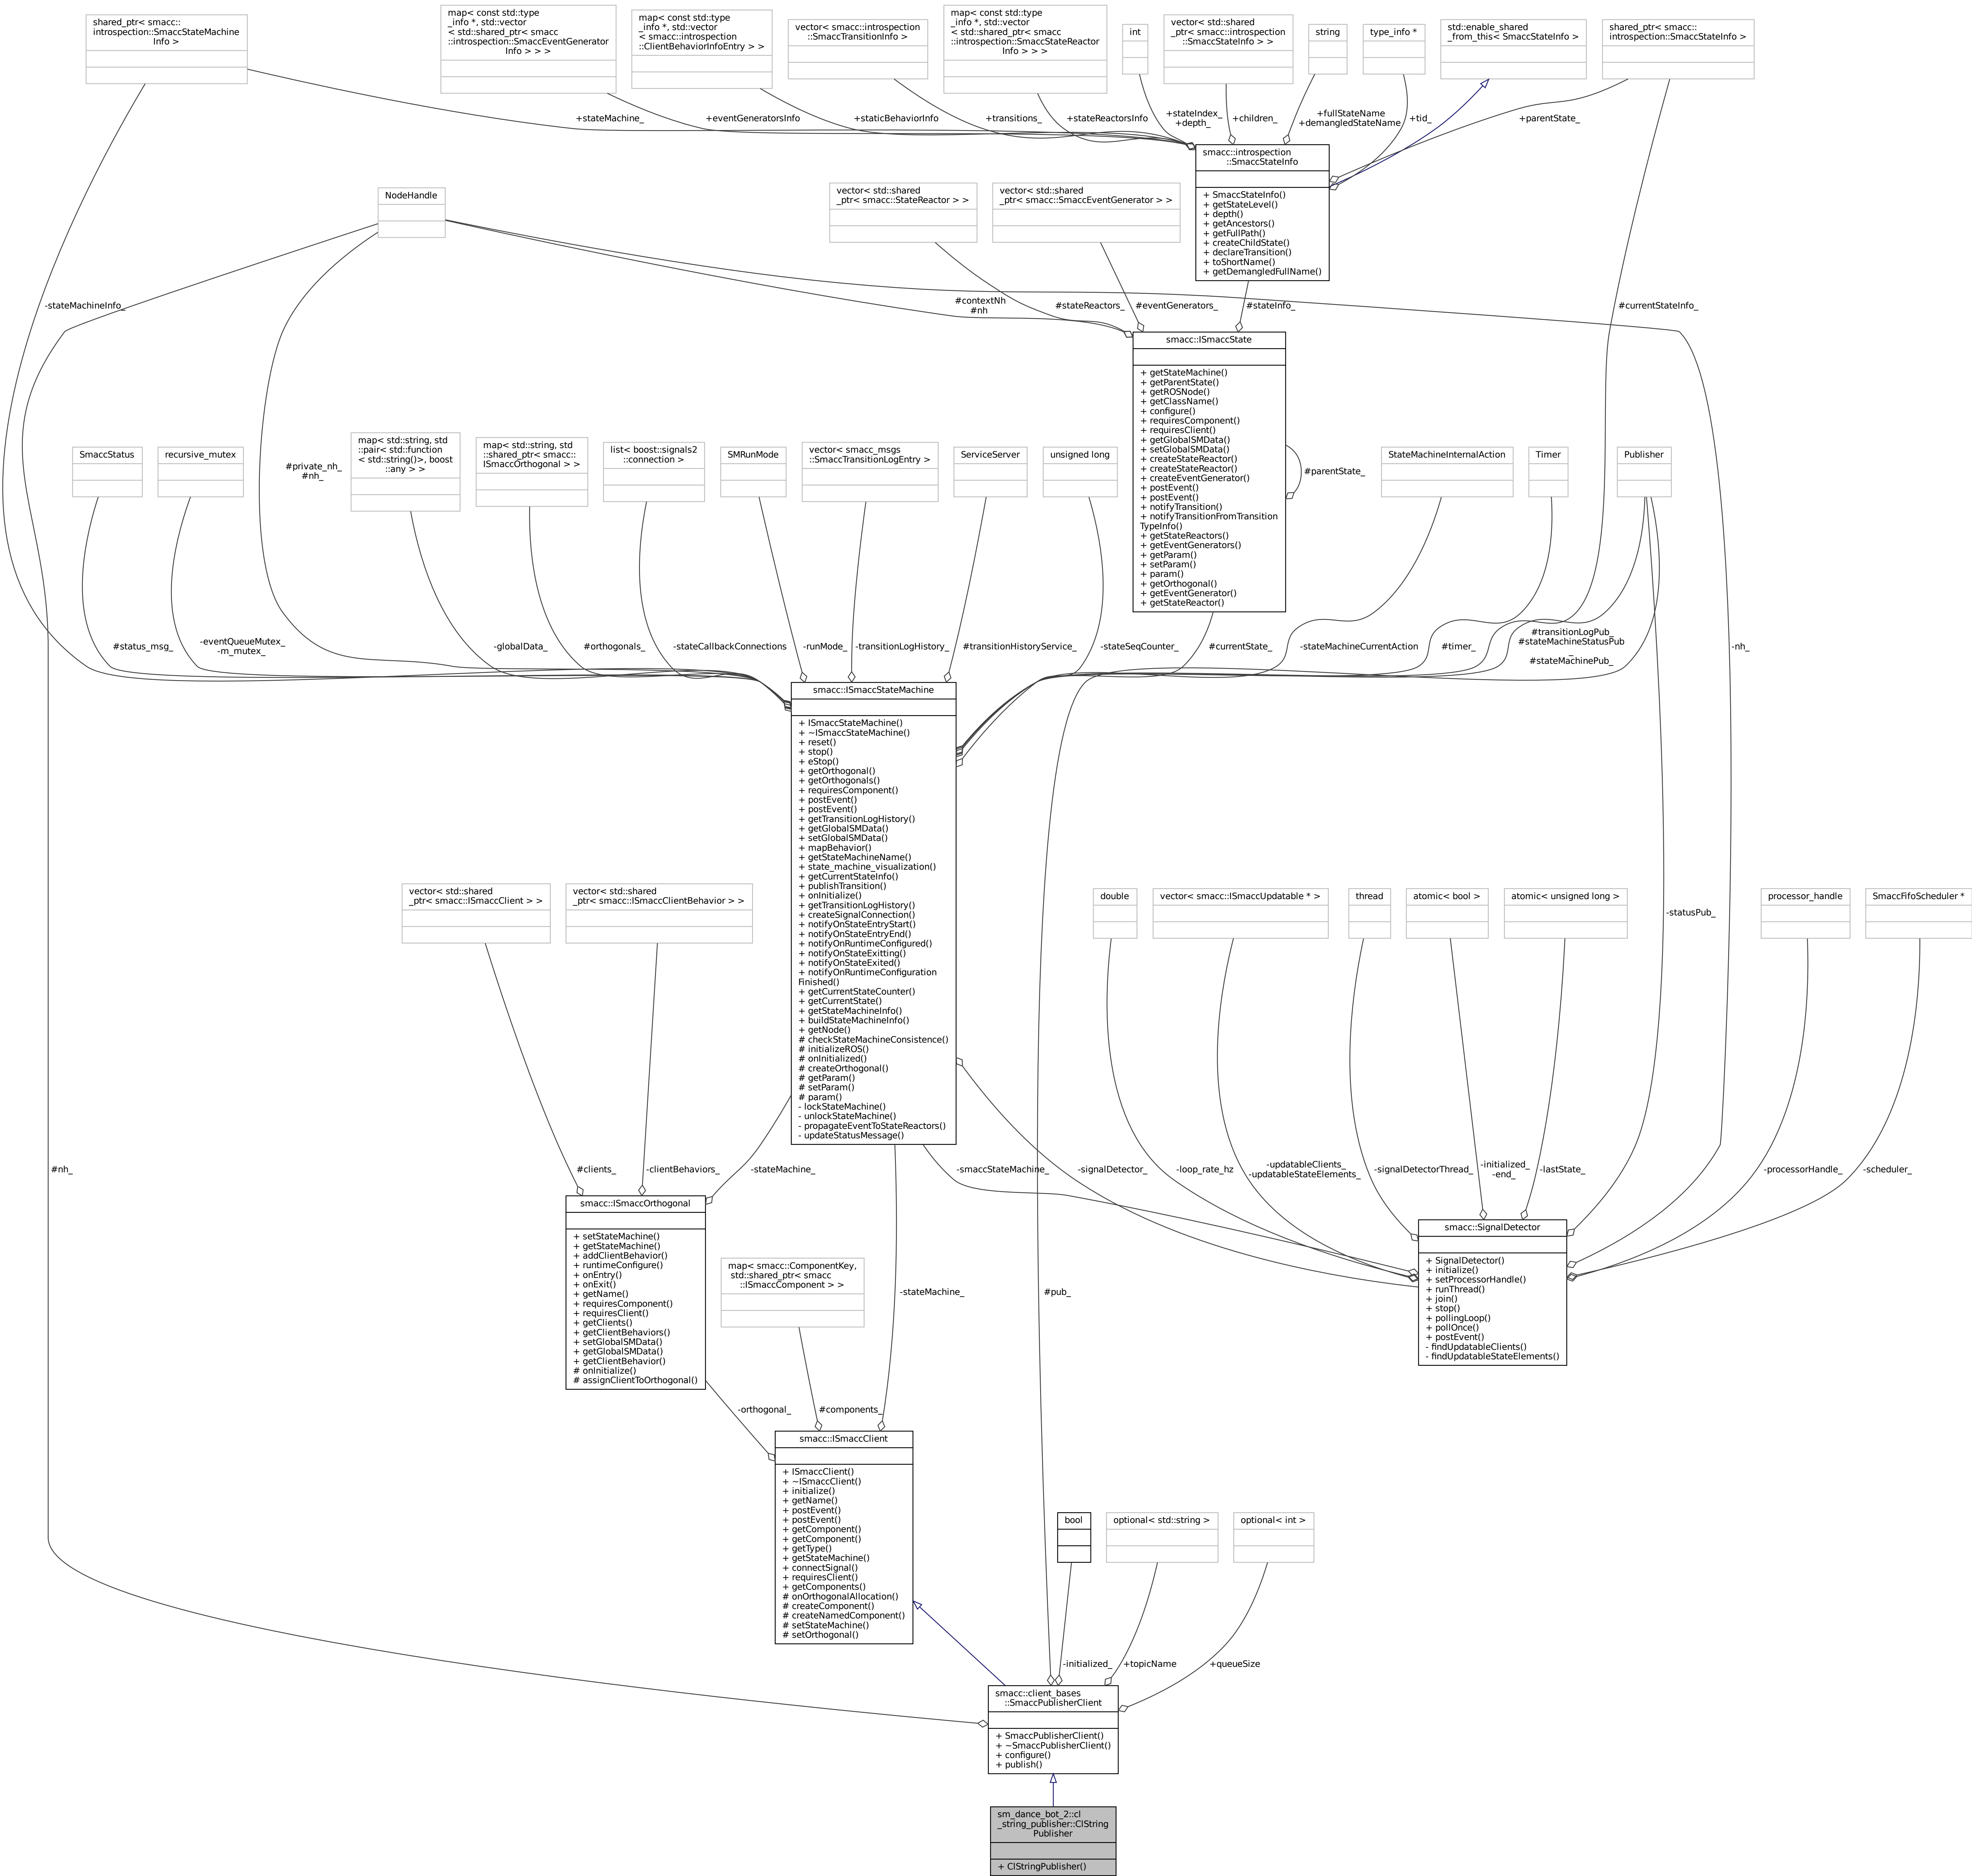 shared_ptr< smacc::
introspection::SmaccStateMachine
Info >
map< const std::type
_info *, std::vector
< std::shared_ptr< smacc
::introspection::SmaccEventGenerator
Info > > >
map< const std::type
_info *, std::vector
< smacc::introspection
::ClientBehaviorInfoEntry > >
vector< smacc::introspection
::SmaccTransitionInfo >
map< const std::type
_info *, std::vector
< std::shared_ptr< smacc
::introspection::SmaccStateReactor
Info > > >
int
vector< std::shared
_ptr< smacc::introspection
::SmaccStateInfo > >
string
type_info *
std::enable_shared
_from_this< SmaccStateInfo >
shared_ptr< smacc::
introspection::SmaccStateInfo >
+stateMachine_
+eventGeneratorsInfo
+staticBehaviorInfo
+transitions_
+stateReactorsInfo
+stateIndex_
+depth_
+children_
+fullStateName
+demangledStateName
+tid_
+parentState_
smacc::introspection
::SmaccStateInfo
+ SmaccStateInfo()
+ getStateLevel()
+ depth()
+ getAncestors()
+ getFullPath()
+ createChildState()
+ declareTransition()
+ toShortName()
+ getDemangledFullName()
NodeHandle
vector< std::shared
_ptr< smacc::StateReactor > >
vector< std::shared
_ptr< smacc::SmaccEventGenerator > >
-stateMachineInfo_
#contextNh
#nh
#stateReactors_
#eventGenerators_
#stateInfo_
#currentStateInfo_
smacc::ISmaccState
+ getStateMachine()
+ getParentState()
+ getROSNode()
+ getClassName()
+ configure()
+ requiresComponent()
+ requiresClient()
+ getGlobalSMData()
+ setGlobalSMData()
+ createStateReactor()
+ createStateReactor()
+ createEventGenerator()
+ postEvent()
+ postEvent()
+ notifyTransition()
+ notifyTransitionFromTransition
TypeInfo()
+ getStateReactors()
+ getEventGenerators()
+ getParam()
+ setParam()
+ param()
+ getOrthogonal()
+ getEventGenerator()
+ getStateReactor()
#parentState_
SmaccStatus
recursive_mutex
#private_nh_
#nh_
map< std::string, std
::pair< std::function
< std::string()>, boost
::any > >
map< std::string, std
::shared_ptr< smacc::
ISmaccOrthogonal > >
list< boost::signals2
::connection >
SMRunMode
vector< smacc_msgs
::SmaccTransitionLogEntry >
ServiceServer
unsigned long
StateMachineInternalAction
Timer
Publisher
#status_msg_
-eventQueueMutex_
-m_mutex_
-globalData_
#orthogonals_
-stateCallbackConnections
-runMode_
-transitionLogHistory_
#transitionHistoryService_
-stateSeqCounter_
#currentState_
-stateMachineCurrentAction
#timer_
#transitionLogPub_
#stateMachineStatusPub
_
#stateMachinePub_
-nh_
smacc::ISmaccStateMachine
+ ISmaccStateMachine()
+ ~ISmaccStateMachine()
+ reset()
+ stop()
+ eStop()
+ getOrthogonal()
+ getOrthogonals()
+ requiresComponent()
+ postEvent()
+ postEvent()
+ getTransitionLogHistory()
+ getGlobalSMData()
+ setGlobalSMData()
+ mapBehavior()
+ getStateMachineName()
+ state_machine_visualization()
+ getCurrentStateInfo()
+ publishTransition()
+ onInitialize()
+ getTransitionLogHistory()
+ createSignalConnection()
+ notifyOnStateEntryStart()
+ notifyOnStateEntryEnd()
+ notifyOnRuntimeConfigured()
+ notifyOnStateExitting()
+ notifyOnStateExited()
+ notifyOnRuntimeConfiguration
Finished()
+ getCurrentStateCounter()
+ getCurrentState()
+ getStateMachineInfo()
+ buildStateMachineInfo()
+ getNode()
# checkStateMachineConsistence()
# initializeROS()
# onInitialized()
# createOrthogonal()
# getParam()
# setParam()
# param()
- lockStateMachine()
- unlockStateMachine()
- propagateEventToStateReactors()
- updateStatusMessage()
vector< std::shared
_ptr< smacc::ISmaccClient > >
vector< std::shared
_ptr< smacc::ISmaccClientBehavior > >
double
vector< smacc::ISmaccUpdatable * >
thread
atomic< bool >
atomic< unsigned long >
-statusPub_
processor_handle
SmaccFifoScheduler *
#nh_
#clients_
-clientBehaviors_
-stateMachine_
-smaccStateMachine_
-signalDetector_
-loop_rate_hz
-updatableClients_
-updatableStateElements_
-signalDetectorThread_
-initialized_
-end_
-lastState_
-processorHandle_
-scheduler_
smacc::ISmaccOrthogonal
+ setStateMachine()
+ getStateMachine()
+ addClientBehavior()
+ runtimeConfigure()
+ onEntry()
+ onExit()
+ getName()
+ requiresComponent()
+ requiresClient()
+ getClients()
+ getClientBehaviors()
+ setGlobalSMData()
+ getGlobalSMData()
+ getClientBehavior()
# onInitialize()
# assignClientToOrthogonal()
smacc::SignalDetector
+ SignalDetector()
+ initialize()
+ setProcessorHandle()
+ runThread()
+ join()
+ stop()
+ pollingLoop()
+ pollOnce()
+ postEvent()
- findUpdatableClients()
- findUpdatableStateElements()
map< smacc::ComponentKey,
std::shared_ptr< smacc
::ISmaccComponent > >
-stateMachine_
#pub_
-orthogonal_
#components_
smacc::ISmaccClient
+ ISmaccClient()
+ ~ISmaccClient()
+ initialize()
+ getName()
+ postEvent()
+ postEvent()
+ getComponent()
+ getComponent()
+ getType()
+ getStateMachine()
+ connectSignal()
+ requiresClient()
+ getComponents()
# onOrthogonalAllocation()
# createComponent()
# createNamedComponent()
# setStateMachine()
# setOrthogonal()
bool
optional< std::string >
optional< int >
-initialized_
+topicName
+queueSize
smacc::client_bases
::SmaccPublisherClient
+ SmaccPublisherClient()
+ ~SmaccPublisherClient()
+ configure()
+ publish()
sm_dance_bot_2::cl
_string_publisher::ClString
Publisher
+ ClStringPublisher()